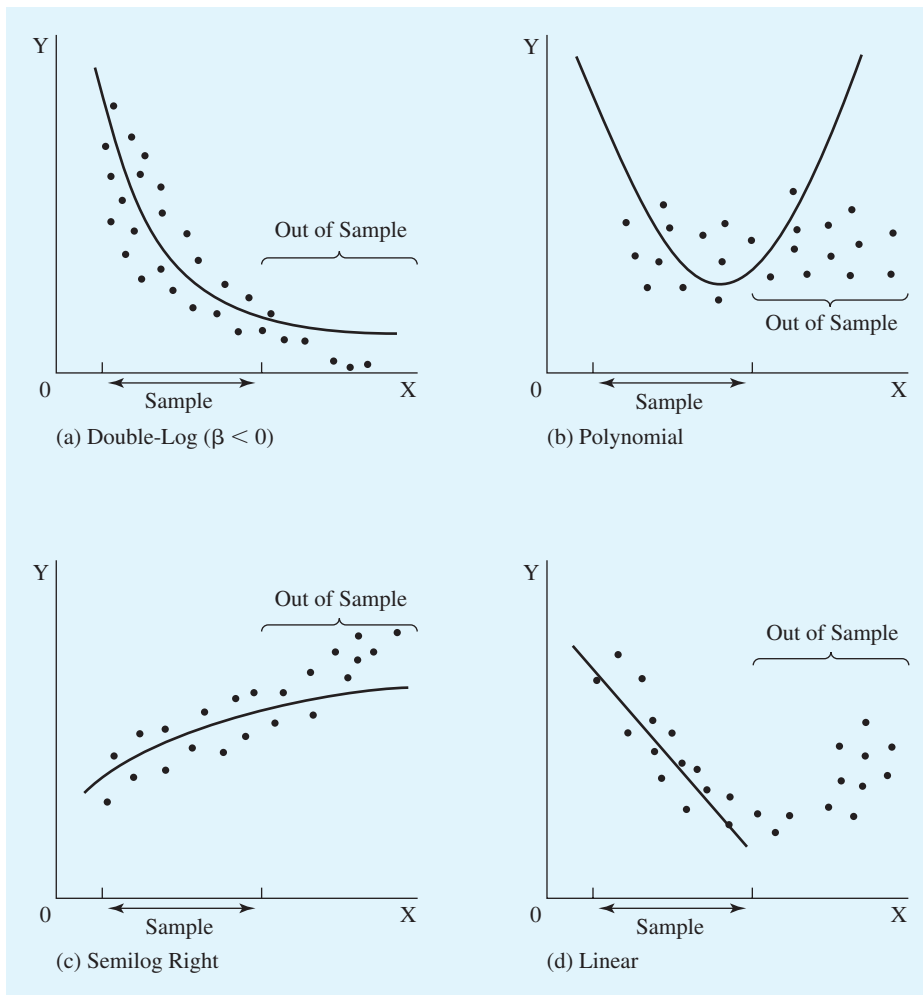 Y
Out of Sample
0
Sample
X
(a) Double-Log (β < 0)
Y
Out of Sample
0
Sample
X
(b) Polynomial
Y
Out of Sample
0
Sample
X
(c) Semilog Right
Y
Out of Sample
0
Sample
X
(d) Linear